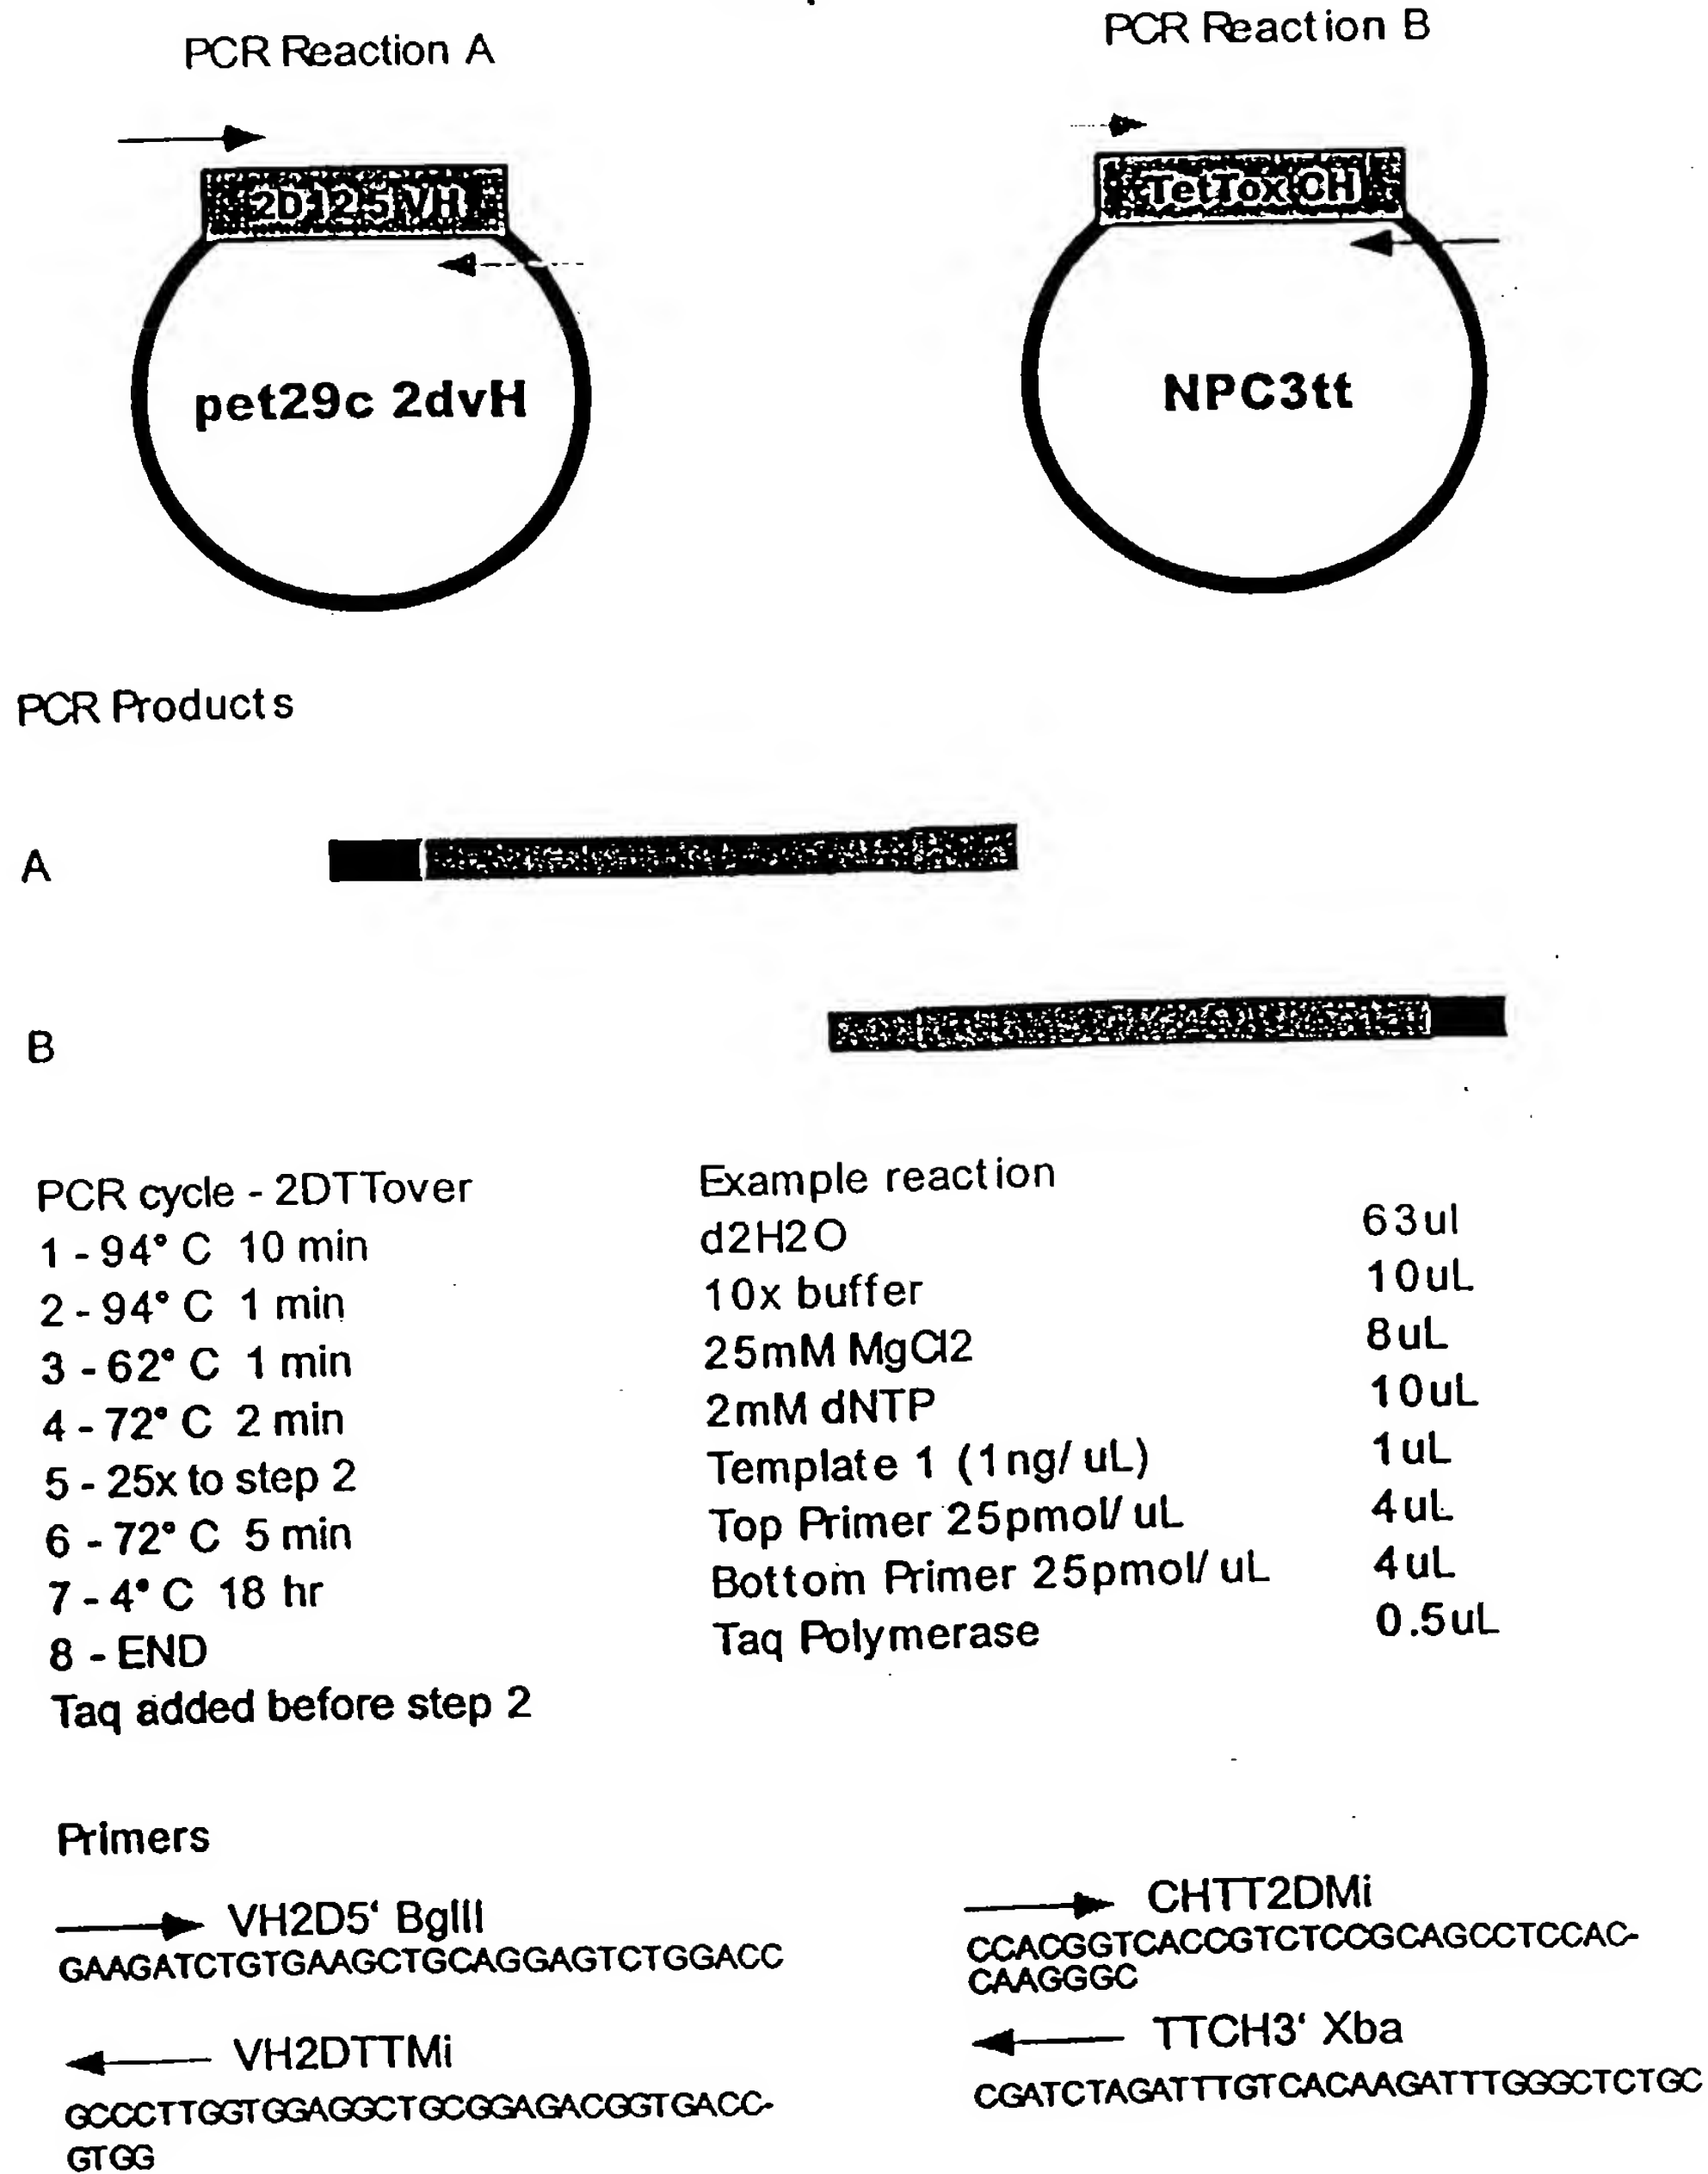 PCR Reaction A
PCR Reaction B
2D12.5 VH
TetTox CH
pet29c 2dvH
NPC3tt
PCR Products
A
B
PCR cycle - 2DTTover
1 - 94° C 10 min
2 - 94° C 1 min
3 - 62° C 1 min
4 - 72° C 2 min
5 - 25x to step 2
6 - 72° C 5 min
7 - 4° C 18 hr
8 - END
Taq added before step 2
Example reaction
d2H2O 63ul
10x buffer 10uL
25mM MgCl2 8uL
2mM dNTP 10uL
Template 1 (1ng/uL) 1uL
Top Primer 25pmol/uL 4uL
Bottom Primer 25pmol/uL 4uL
Taq Polymerase 0.5uL
Primers
VH2D5' BglII
GAAGATCTGTGAAGCTGCAGGAGTCTGGACC
VH2DTTMi
GCCCTTGGTGGAGGCTGCGGAGACGGTGACC-
GTGG
CHTT2DMi
CCACGGTCACCGTCTCCGCAGCCTCCAC-
CAAGGGC
TTCH3' Xba
CGATCTAGATTTGTCACAAGATTTGGGCTCTGC